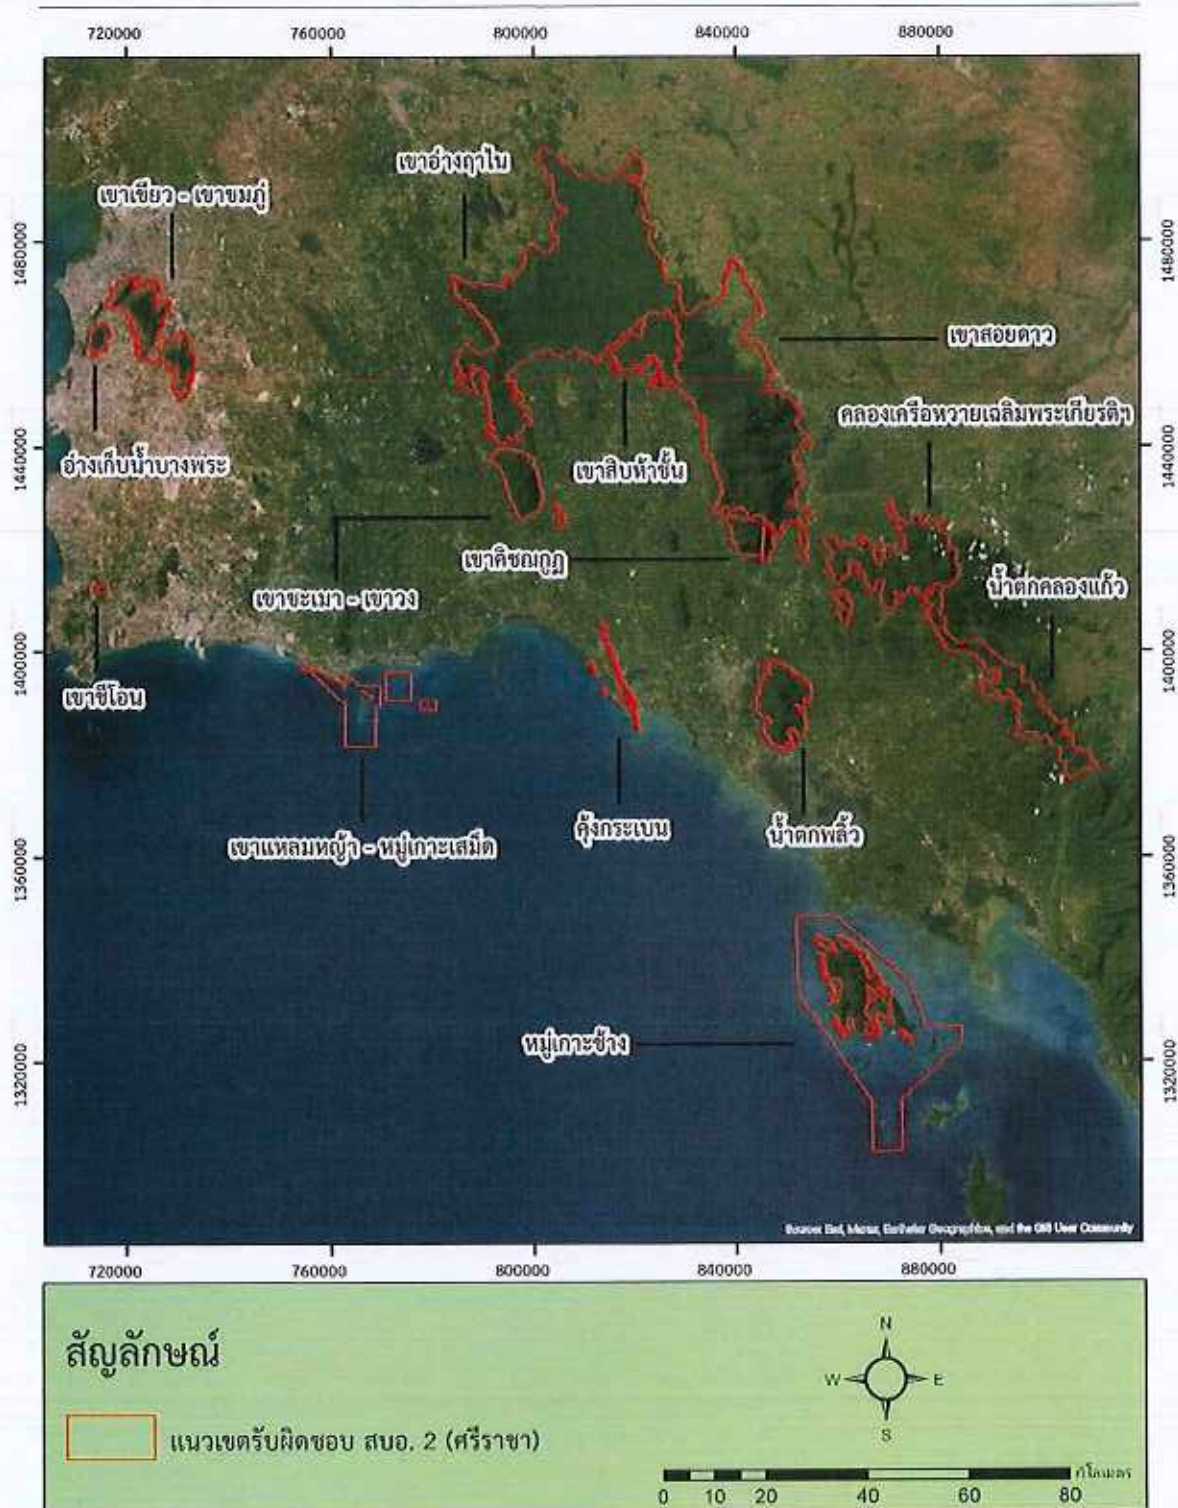 720000 760000 800000 840000 880000
เขาอ่างฤาไน
เขาเขียว - เขาชมภู่
1480000 1480000
เขาสอยดาว
คลองเครือหวายเฉลิมพระเกียรติฯ
1440000 1440000
อ่างเก็บน้ำบางพระ
เขาสิบห้าชั้น
เขาคิชฌกูฏ
น้ำตกคลองแก้ว
เขาชะเมา - เขาวง
1400000 1400000
เขาชีโอน
คุ้งกระเบน
น้ำตกพลิ้ว
เขาแหลมหญ้า - หมู่เกาะเสม็ด
1360000 1360000
หมู่เกาะช้าง
1320000 1320000
Source: Esri, Maxar, Earthstar Geographics, and the GIS User Community
720000 760000 800000 840000 880000
สัญลักษณ์
N
W E
S
แนวเขตรับผิดชอบ สบอ. 2 (ศรีราชา)
กิโลเมตร
0 10 20 40 60 80